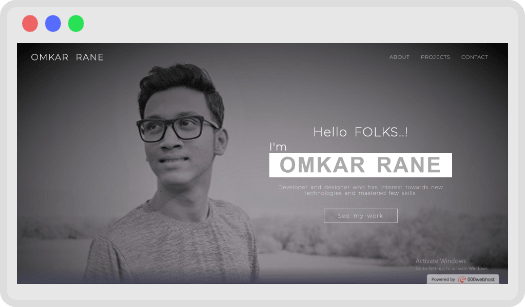 OMKAR RANE
ABOUT PROJECTS CONTACT
Hello FOLKS..!
I'm
OMKAR RANE
Developer and designer who has interest towards new
technologies and mastered few skills
See my work
Activate Windows
Powered by 000webhost